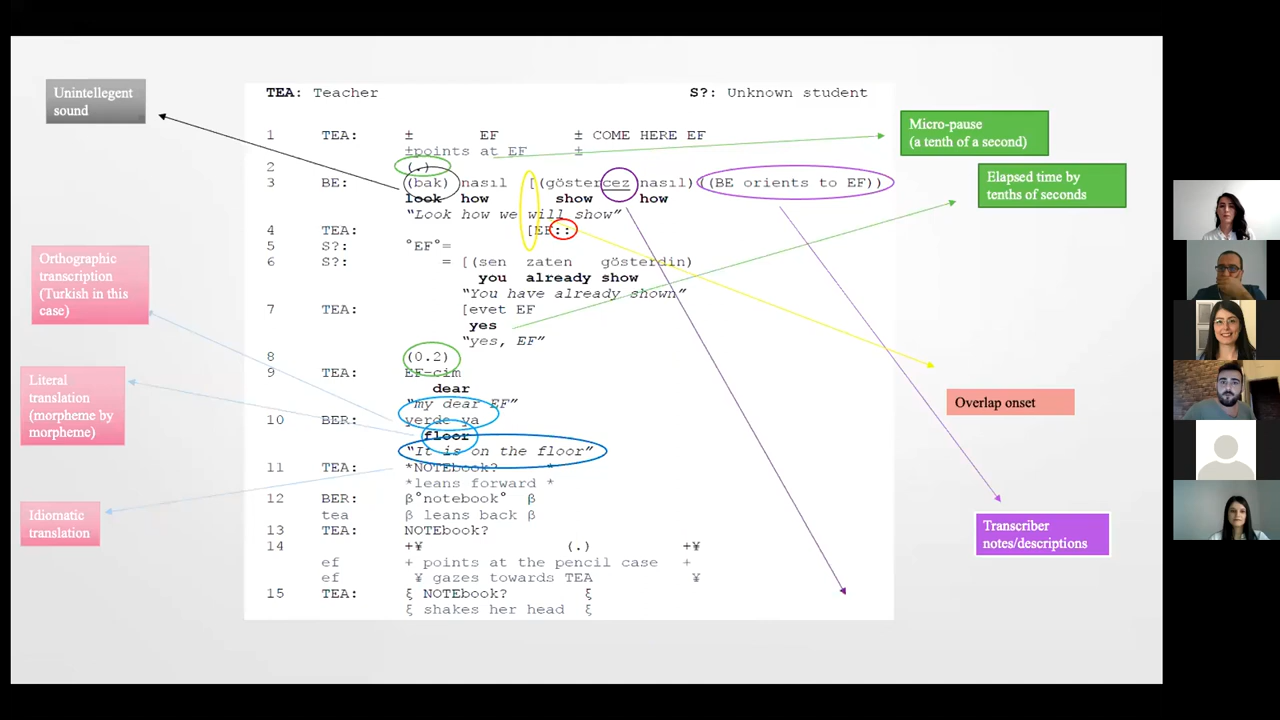 Unintellegent
sound
TEA: Teacher S?: Unknown student
1 TEA: ± EF ± COME HERE EF
±points at EF ±
2 (.)
3 BE: (bak) nasıl [(göstercez nasıl)((BE orients to EF))
look how show how
“Look how we will show”
4 TEA: [EF::
5 S?: °EF°=
6 S?: = [(sen zaten gösterdin)
you already show
“You have already shown”
7 TEA: [evet EF
yes
“yes, EF”
8 (0.2)
9 TEA: EF-cim
dear
“my dear EF”
10 BER: yerde ya
floor
“It is on the floor”
11 TEA: *NOTEbook? *
*leans forward *
12 BER: β°notebook° β
tea β leans back β
13 TEA: NOTEbook?
14 +¥ (.) +¥
ef + points at the pencil case +
ef ¥ gazes towards TEA ¥
15 TEA: ξ NOTEbook? ξ
ξ shakes her head ξ
Micro-pause
(a tenth of a second)
Elapsed time by
tenths of seconds
Orthographic
transcription
(Turkish in this
case)
Literal
translation
(morpheme by
morpheme)
Overlap onset
Idiomatic
translation
Transcriber
notes/descriptions